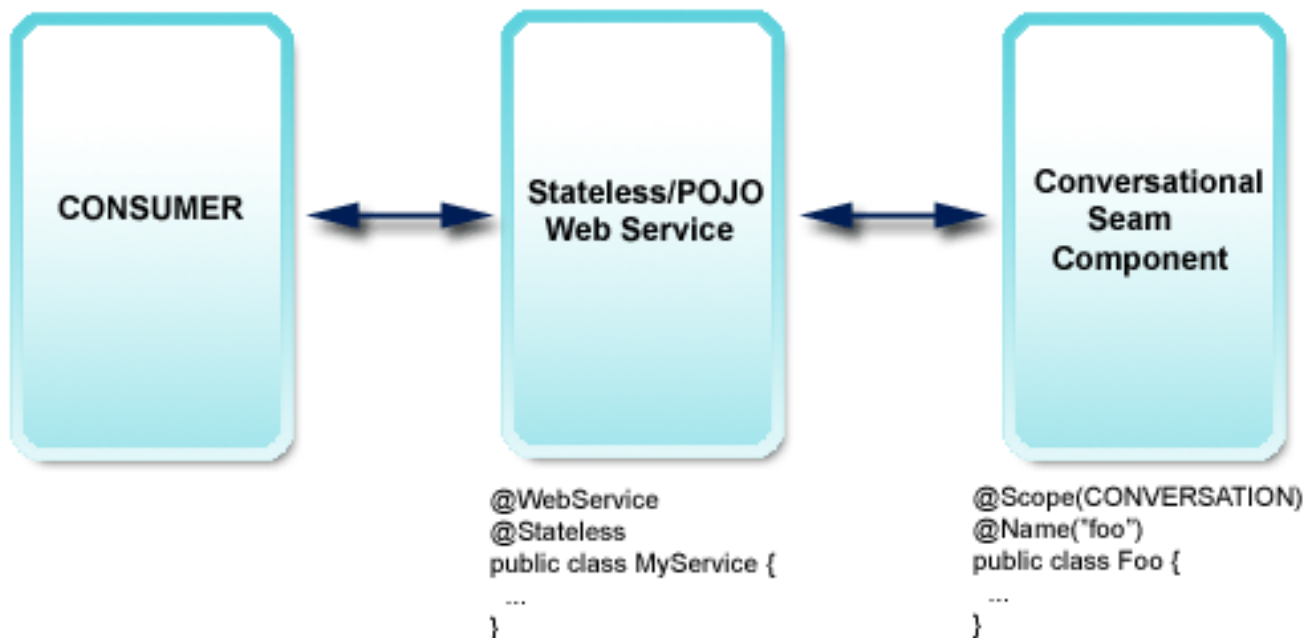 CONSUMER
Stateless/POJO
Web Service
Conversational
Seam
Component
@WebService
@Stateless
public class MyService {
...
}
@Scope(CONVERSATION)
@Name("foo")
public class Foo {
...
}